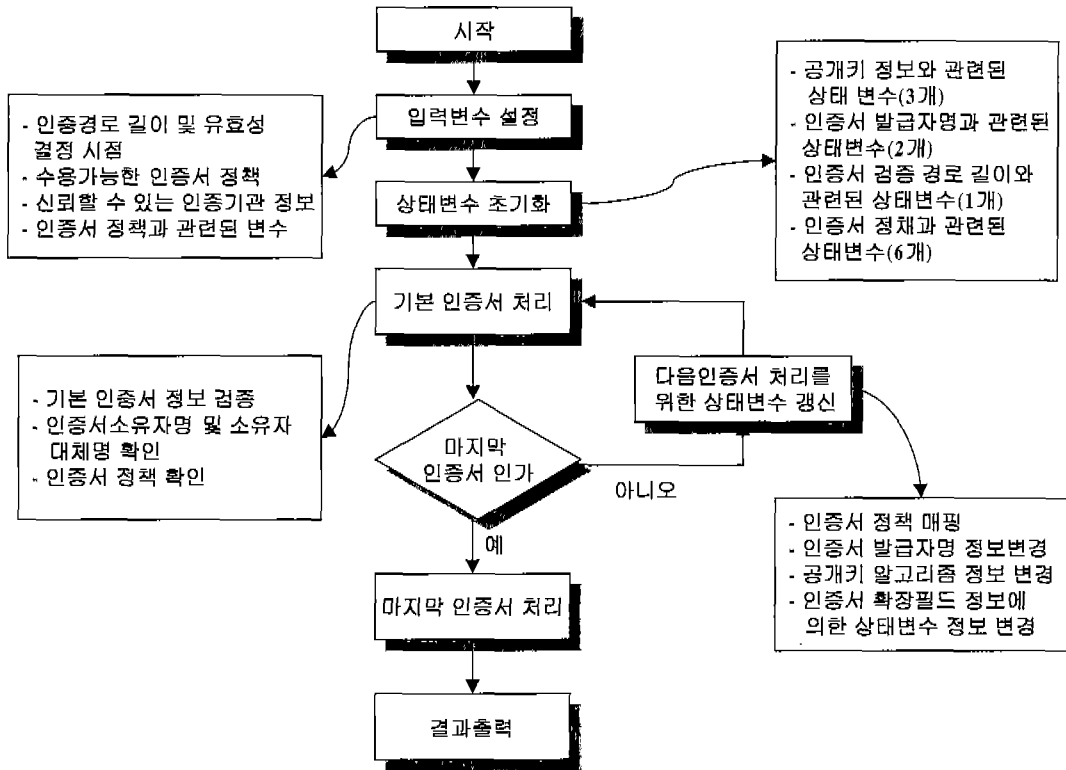 시작
입력변수 설정
- 인증경로 길이 및 유효성
결정 시점
- 수용가능한 인증서 정책
- 신뢰할 수 있는 인증기관 정보
- 인증서 정책과 관련된 변수
상태변수 초기화
- 공개키 정보와 관련된
상태 변수(3개)
- 인증서 발급자명과 관련된
상태변수(2개)
- 인증서 검증 경로 길이와
관련된 상태변수(1개)
- 인증서 정채과 관련된
상태변수(6개)
기본 인증서 처리
- 기본 인증서 정보 검증
- 인증서소유자명 및 소유자
대체명 확인
- 인증서 정책 확인
마지막
인증서 인가
아니오
다음인증서 처리를
위한 상태변수 갱신
- 인증서 정책 매핑
- 인증서 발급자명 정보변경
- 공개키 알고리즘 정보 변경
- 인증서 확장필드 정보에
의한 상태변수 정보 변경
예
마지막 인증서 처리
결과출력